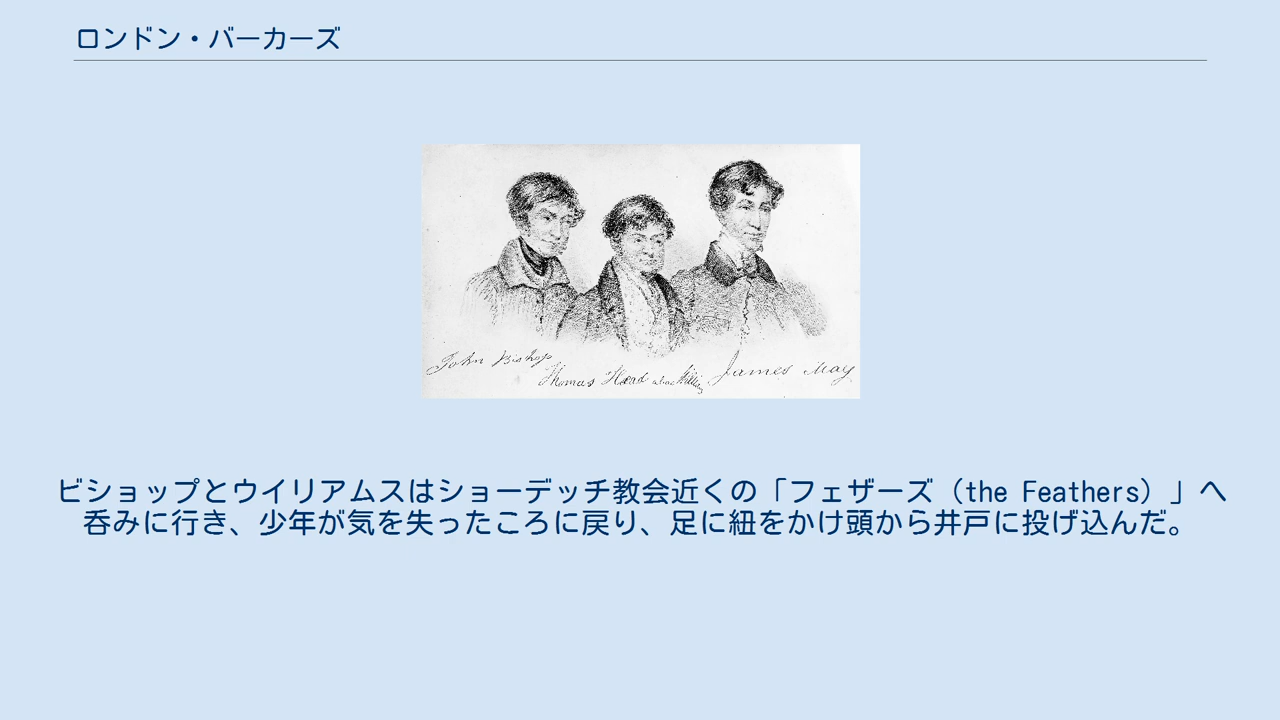 ロンドン・バーカーズ
John Bishop
Thomas Head alias Williams
James May
ビショップとウイリアムスはショーデッチ教会近くの「フェザーズ（the Feathers）」へ
呑みに行き、少年が気を失ったころに戻り、足に紐をかけ頭から井戸に投げ込んだ。